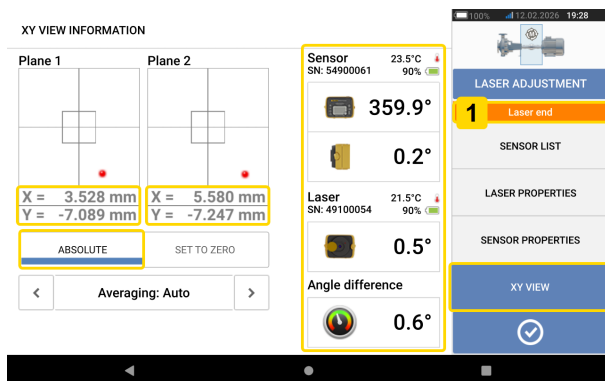 100% 12.02.2026 19:28
XY VIEW INFORMATION
Plane 1
Plane 2
X = 3.528 mm
Y = -7.089 mm
X = 5.580 mm
Y = -7.247 mm
ABSOLUTE
SET TO ZERO
< Averaging: Auto >
Sensor 23.5°C
SN: 54900061 90%
359.9°
0.2°
Laser 21.5°C
SN: 49100054 90%
0.5°
Angle difference
0.6°
LASER ADJUSTMENT
1
Laser end
SENSOR LIST
LASER PROPERTIES
SENSOR PROPERTIES
XY VIEW